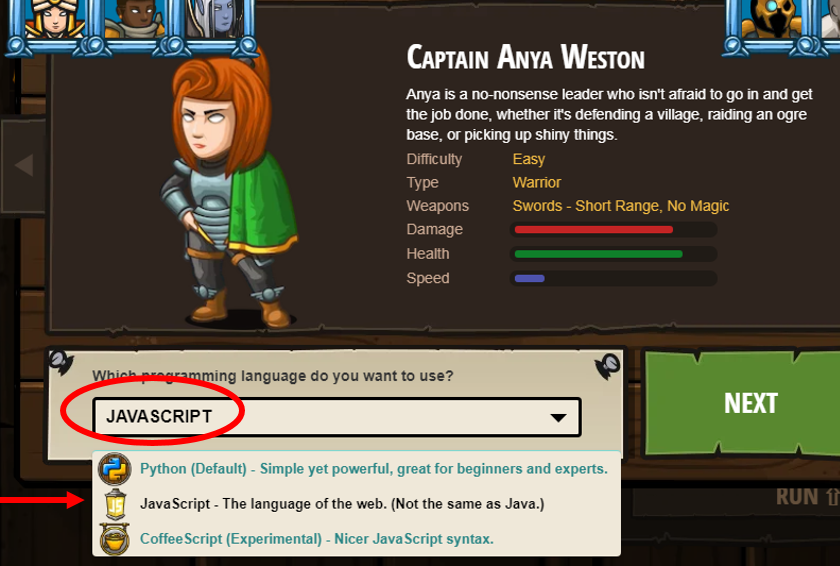 CAPTAIN ANYA WESTON
Anya is a no-nonsense leader who isn't afraid to go in and get
the job done, whether it's defending a village, raiding an ogre
base, or picking up shiny things.
Difficulty Easy
Type Warrior
Weapons Swords - Short Range, No Magic
Damage
Health
Speed
Which programming language do you want to use?
JAVASCRIPT
NEXT
Python (Default) - Simple yet powerful, great for beginners and experts.
JS
JavaScript - The language of the web. (Not the same as Java.)
RUN
CoffeeScript (Experimental) - Nicer JavaScript syntax.